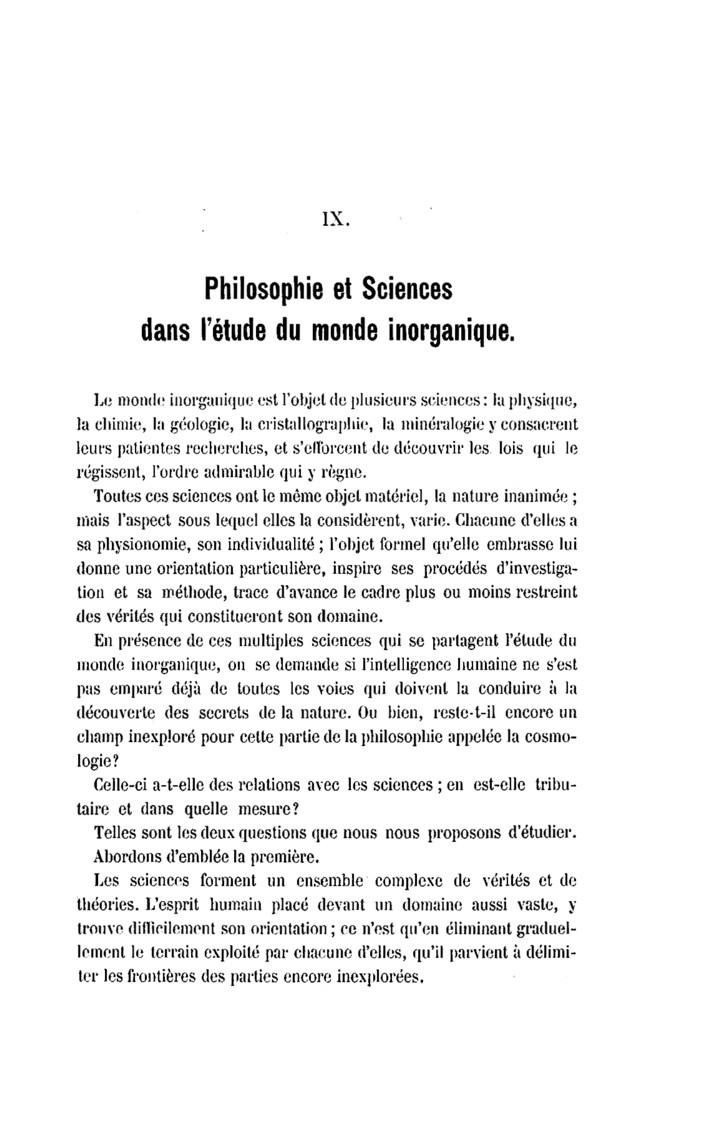 IX.
Philosophie et Sciences
dans l'étude du monde inorganique.
Le monde inorganique est l'objet de plusieurs sciences : la physique,
la chimie, la géologie, la cristallographie, la minéralogie y consacrent
leurs patientes recherches, et s'efforcent de découvrir les lois qui le
régissent, l'ordre admirable qui y règne.
Toutes ces sciences ont le même objet matériel, la nature inanimée ;
mais l'aspect sous lequel elles la considèrent, varie. Chacune d'elles a
sa physionomie, son individualité ; l'objet formel qu'elle embrasse lui
donne une orientation particulière, inspire ses procédés d'investiga-
tion et sa méthode, trace d'avance le cadre plus ou moins restreint
des vérités qui constitueront son domaine.
En présence de ces multiples sciences qui se partagent l'étude du
monde inorganique, on se demande si l'intelligence humaine ne s'est
pas emparé déjà de toutes les voies qui doivent la conduire à la
découverte des secrets de la nature. Ou bien, reste-t-il encore un
champ inexploré pour cette partie de la philosophie appelée la cosmo-
logie ?
Celle-ci a-t-elle des relations avec les sciences ; en est-elle tribu-
taire et dans quelle mesure ?
Telles sont les deux questions que nous nous proposons d'étudier.
Abordons d'emblée la première.
Les sciences forment un ensemble complexe de vérités et de
théories. L'esprit humain placé devant un domaine aussi vaste, y
trouve difficilement son orientation ; ce n'est qu'en éliminant graduel-
lement le terrain exploité par chacune d'elles, qu'il parvient à délimi-
ter les frontières des parties encore inexplorées.